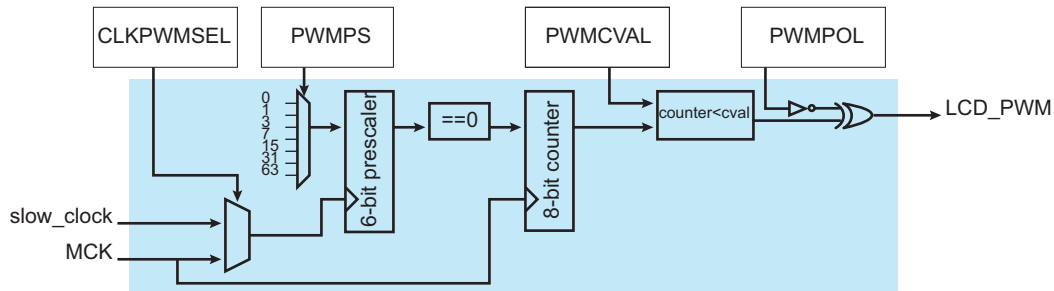 CLKPWMSEL
PWMPS
PWMCVAL
PWMPOL
0
1
3
7
15
31
63
6-bit prescaler
==0
8-bit counter
counter<cval
LCD_PWM
slow_clock
MCK